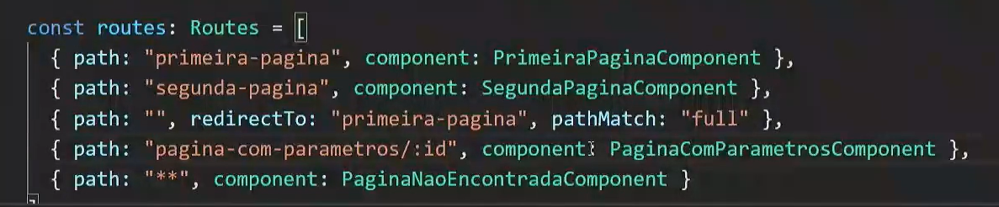 const routes: Routes = [
{ path: "primeira-pagina", component: PrimeiraPaginaComponent },
{ path: "segunda-pagina", component: SegundaPaginaComponent },
{ path: "", redirectTo: "primeira-pagina", pathMatch: "full" },
{ path: "pagina-com-parametros/:id", component: PaginaComParametrosComponent },
{ path: "**", component: PaginaNaoEncontradaComponent }
]